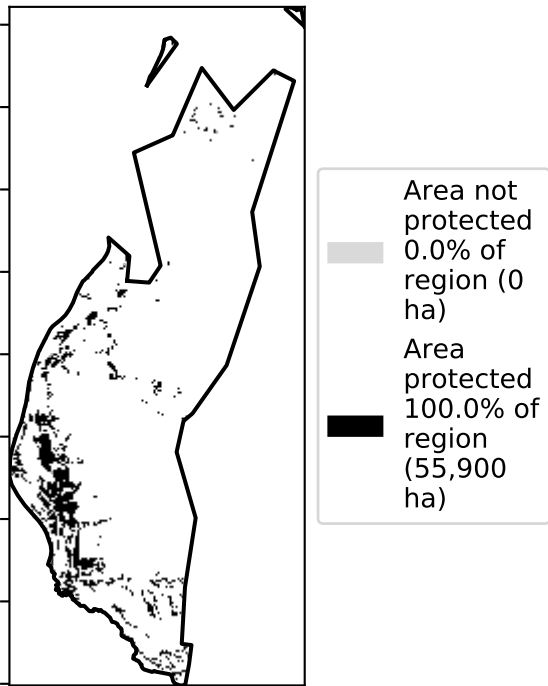 Area not
protected
0.0% of
region (0
ha)
Area
protected
100.0% of
region
(55,900
ha)